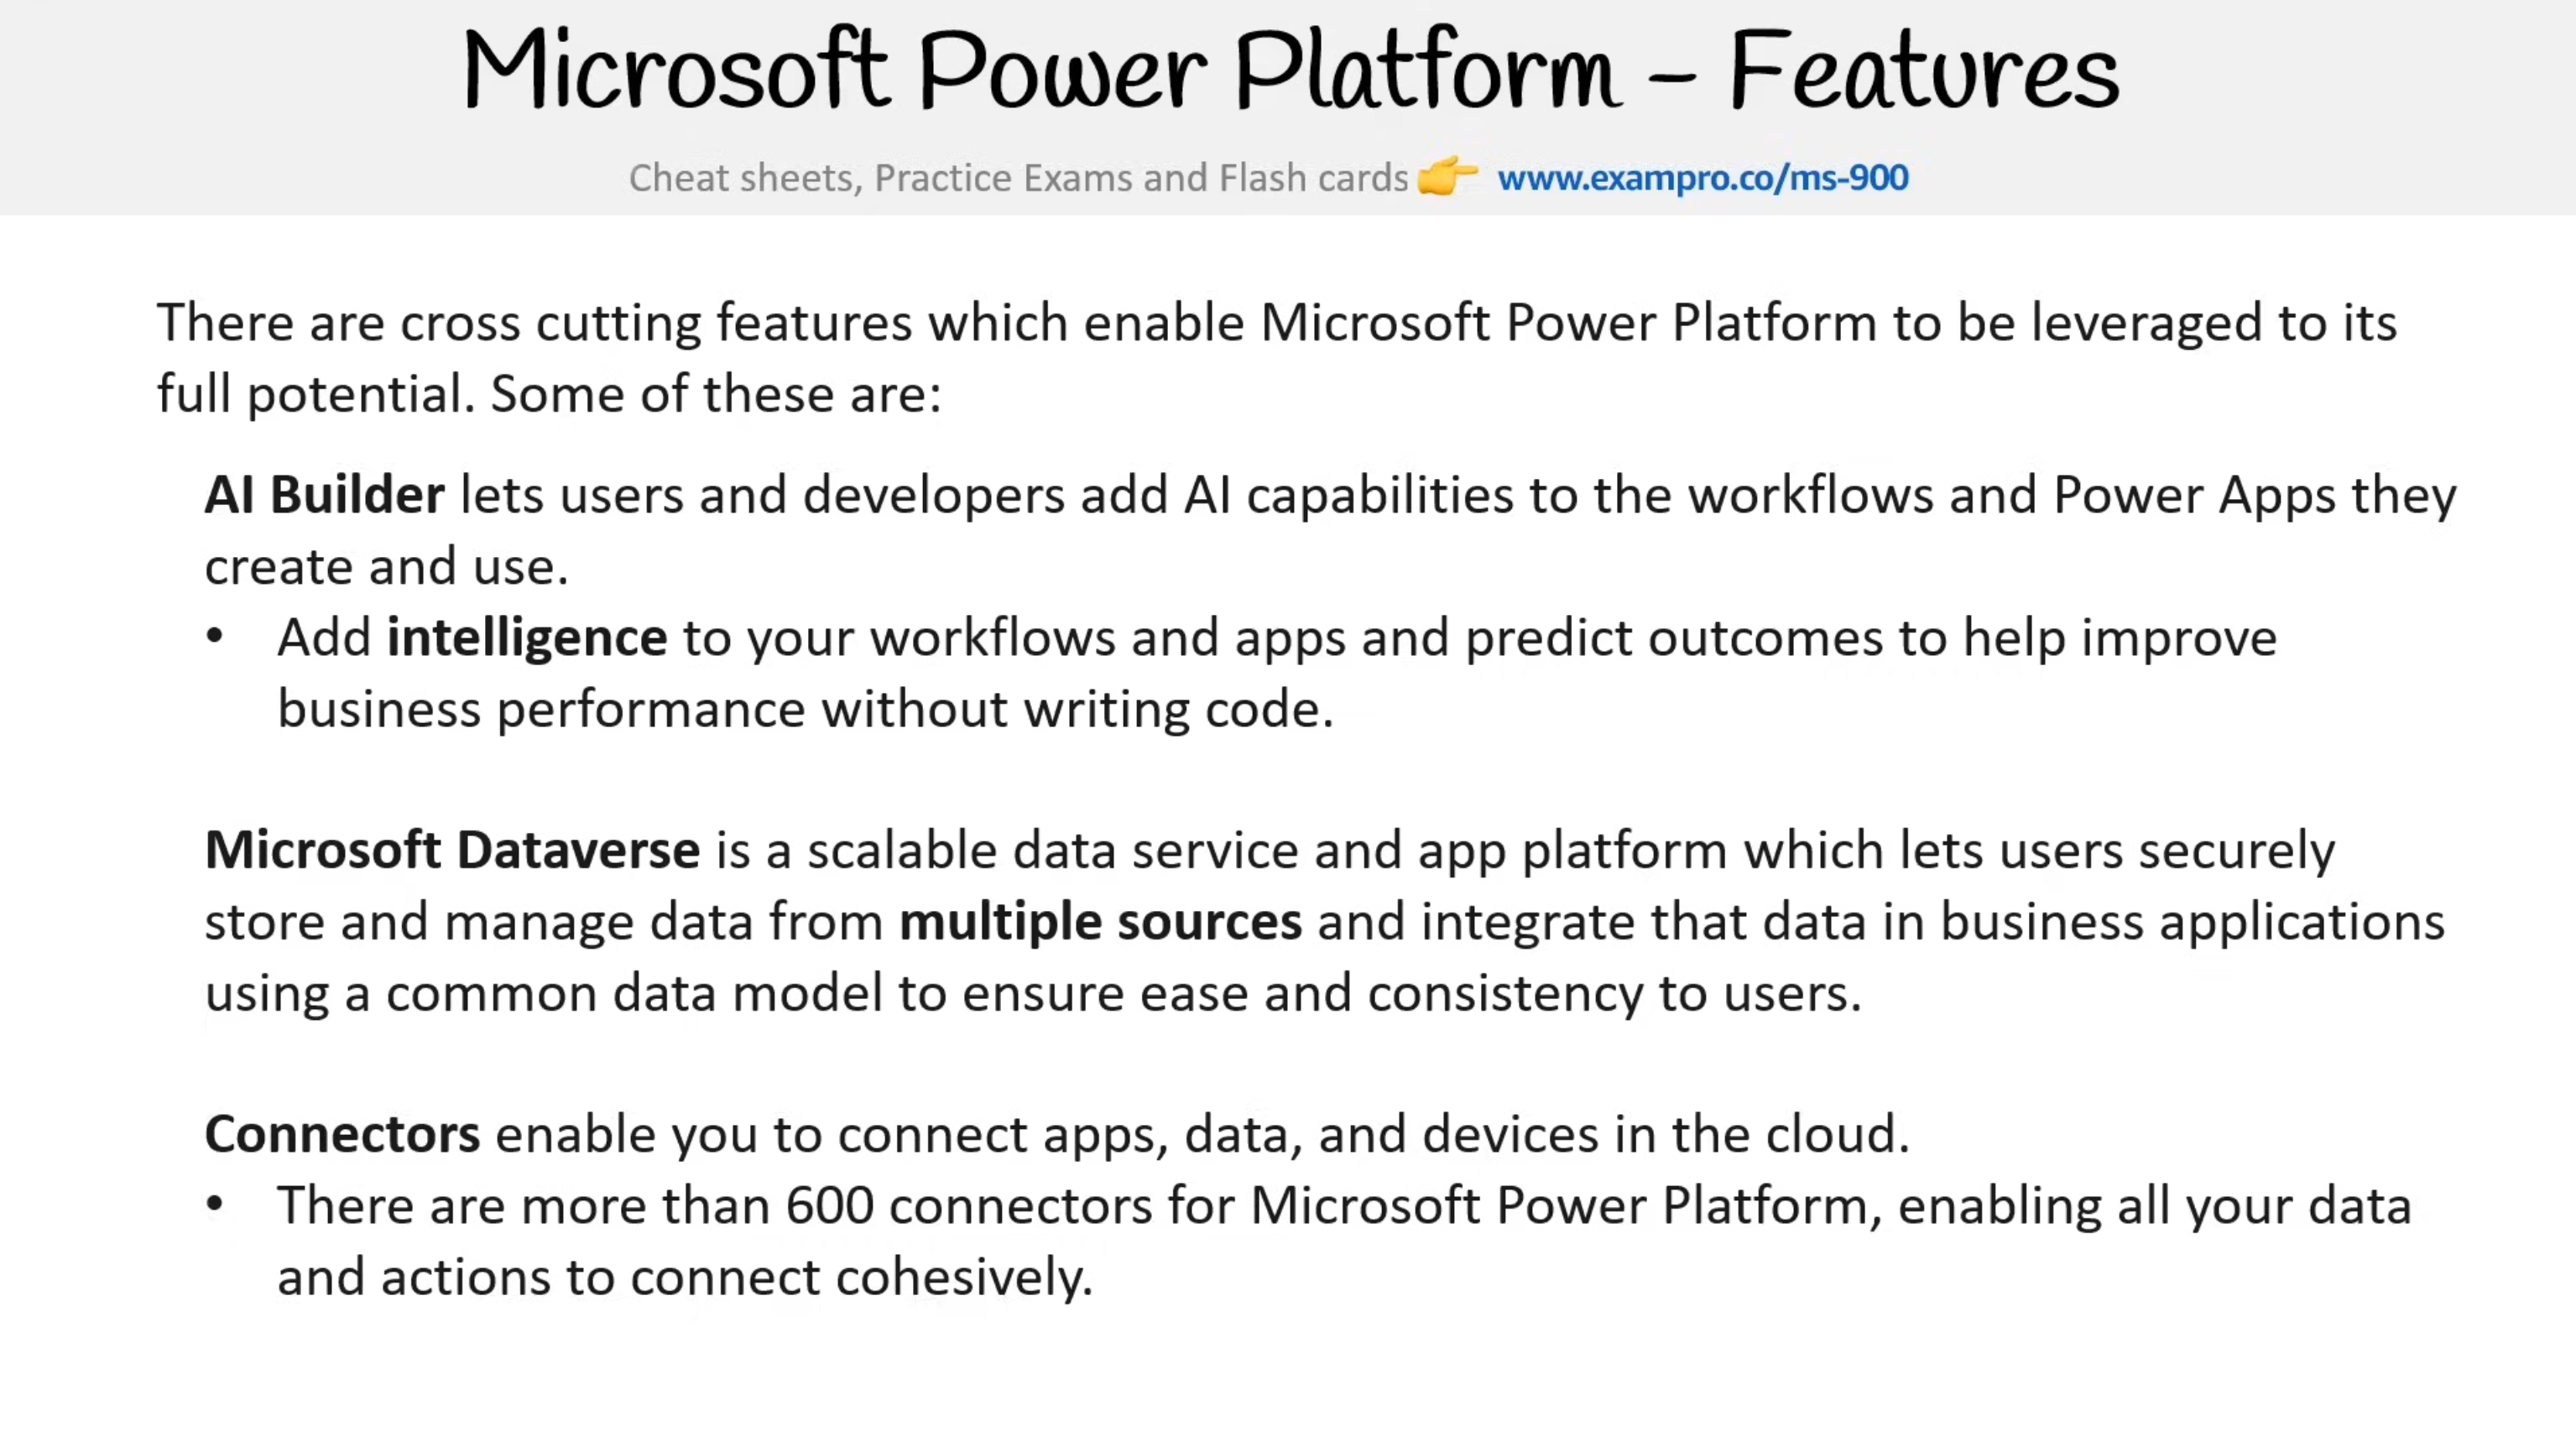 Microsoft Power Platform – Features
Cheat sheets, Practice Exams and Flash cards 👉 www.exampro.co/ms-900
There are cross cutting features which enable Microsoft Power Platform to be leveraged to its
full potential. Some of these are:
AI Builder lets users and developers add AI capabilities to the workflows and Power Apps they
create and use.
• Add intelligence to your workflows and apps and predict outcomes to help improve
business performance without writing code.
Microsoft Dataverse is a scalable data service and app platform which lets users securely
store and manage data from multiple sources and integrate that data in business applications
using a common data model to ensure ease and consistency to users.
Connectors enable you to connect apps, data, and devices in the cloud.
• There are more than 600 connectors for Microsoft Power Platform, enabling all your data
and actions to connect cohesively.